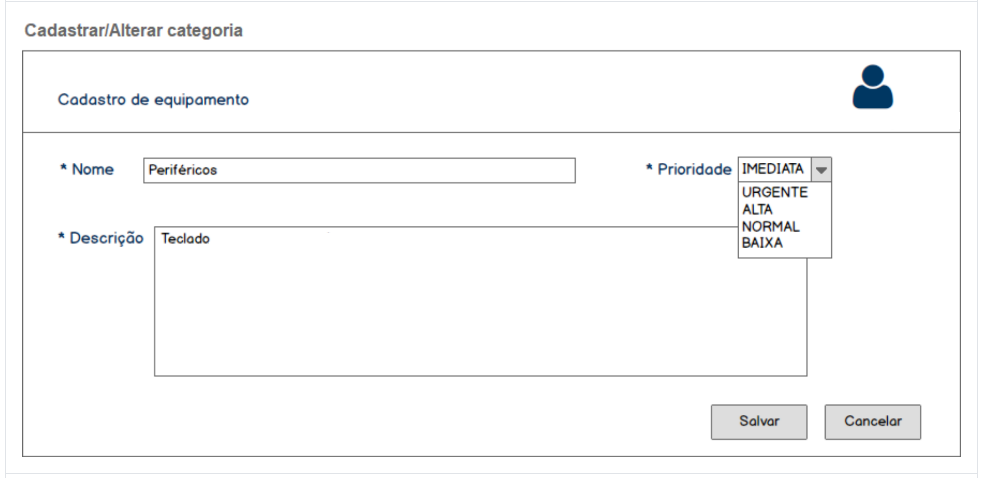 Cadastrar/Alterar categoria
Cadastro de equipamento
* Nome
Periféricos
* Prioridade
IMEDIATA
URGENTE
ALTA
NORMAL
BAIXA
* Descrição
Teclado
Salvar
Cancelar